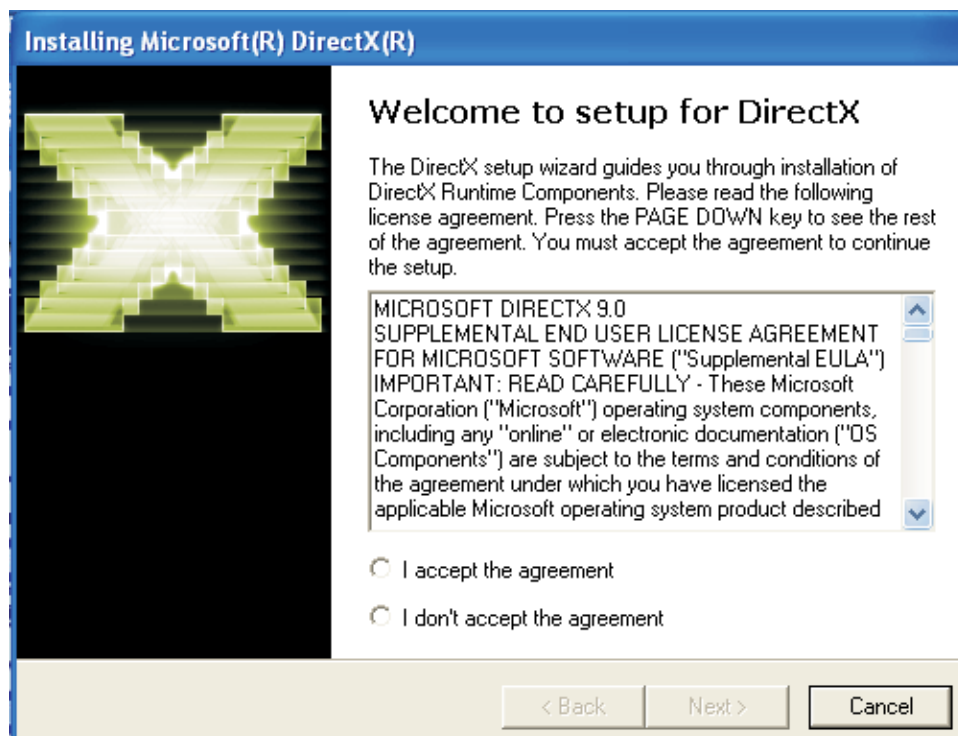 Installing Microsoft(R) DirectX(R)
Welcome to setup for DirectX
The DirectX setup wizard guides you through installation of
DirectX Runtime Components. Please read the following
license agreement. Press the PAGE DOWN key to see the rest
of the agreement. You must accept the agreement to continue
the setup.
MICROSOFT DIRECTX 9.0
SUPPLEMENTAL END USER LICENSE AGREEMENT
FOR MICROSOFT SOFTWARE ("Supplemental EULA")
IMPORTANT: READ CAREFULLY - These Microsoft
Corporation ("Microsoft") operating system components,
including any "online" or electronic documentation ("OS
Components") are subject to the terms and conditions of
the agreement under which you have licensed the
applicable Microsoft operating system product described
I accept the agreement
I don't accept the agreement
< Back Next > Cancel